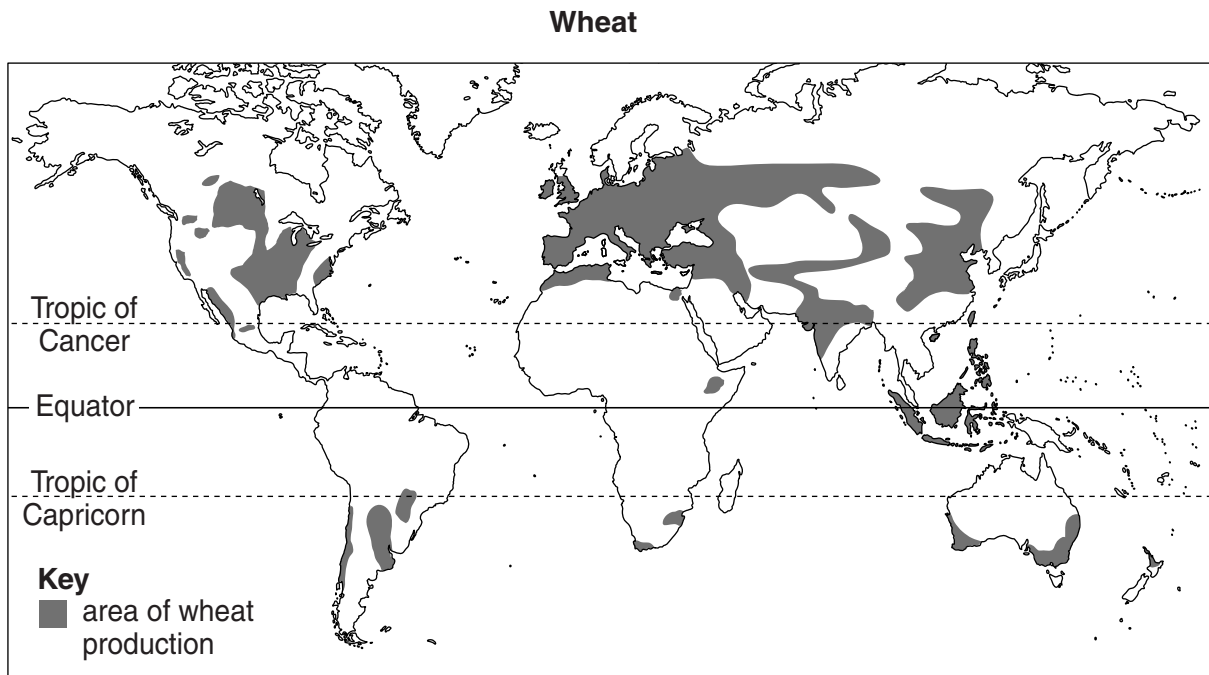 Wheat
Tropic of
Cancer
Equator
Tropic of
Capricorn
Key
area of wheat
production